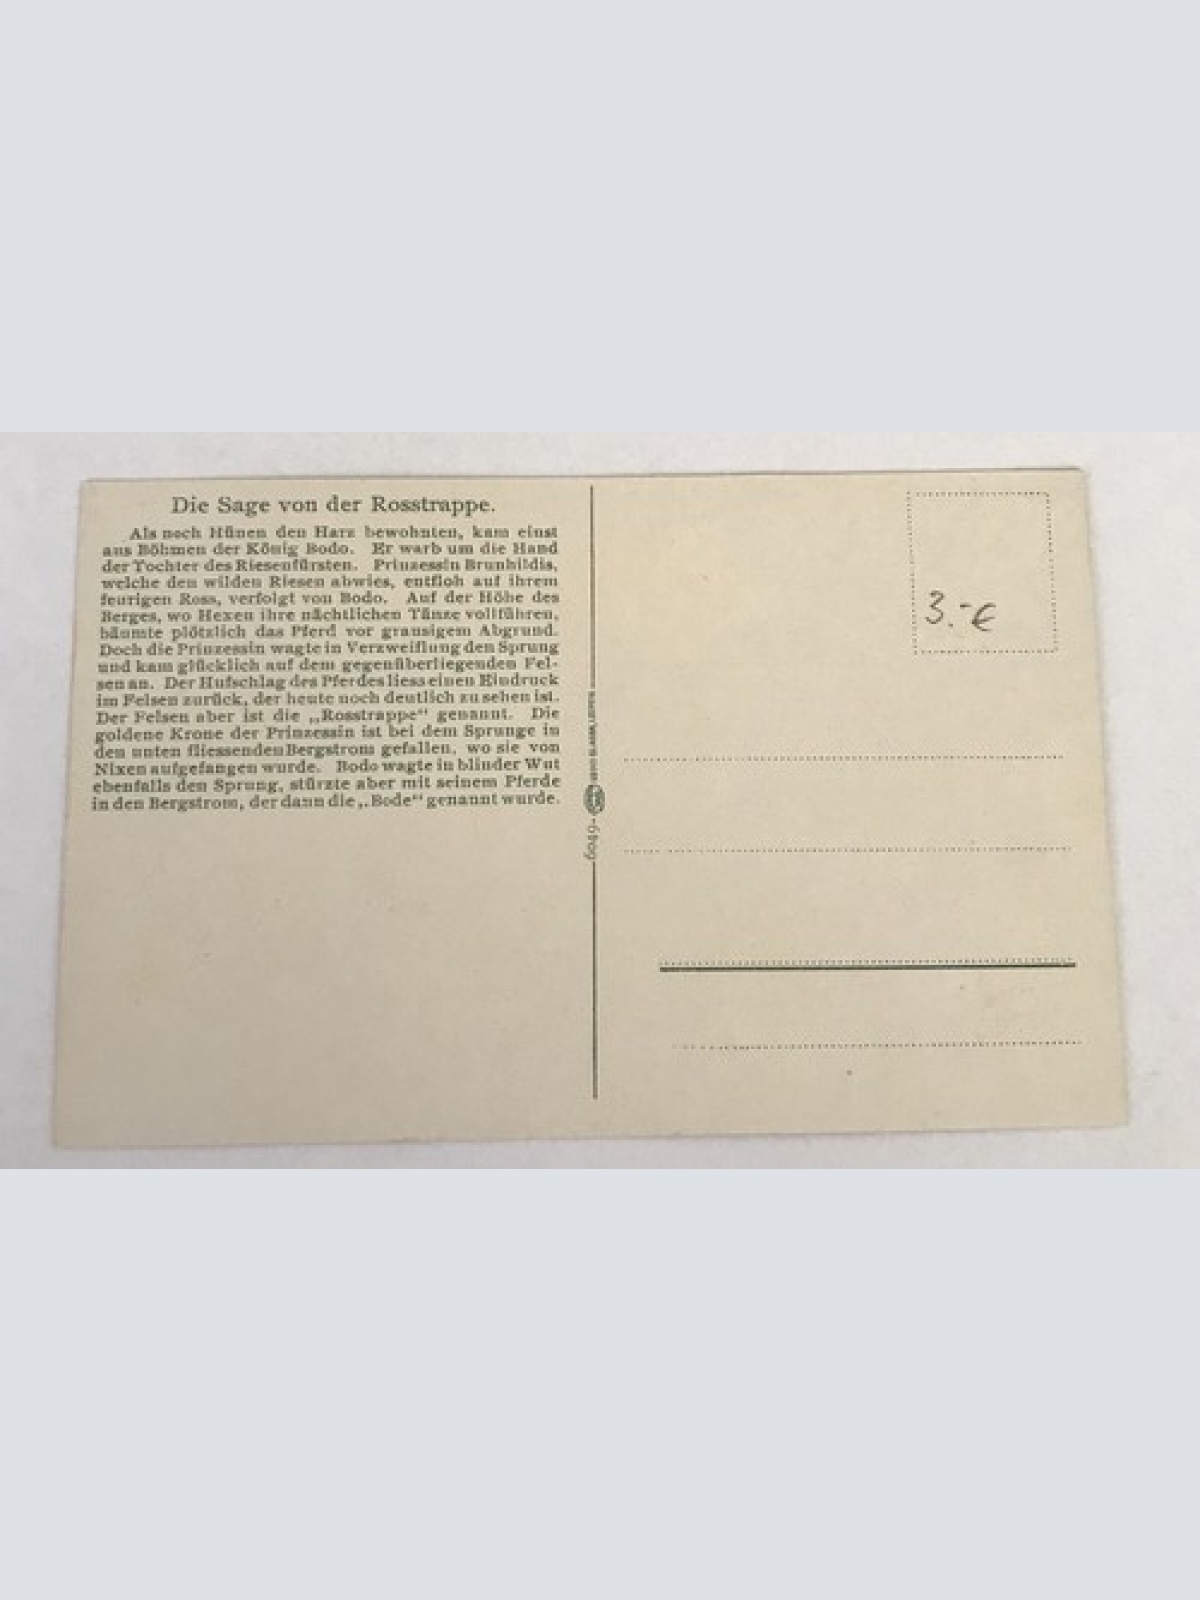 Die Sage von der Rosstrappe.
Als noch Hünen den Harz bewohnten, kam einst
aus Böhmen der König Bodo. Er warb um die Hand
der Tochter des Riesenfürsten. Prinzessin Brunhildis,
welche den wilden Riesen abwies, entfloh auf ihrem
feurigen Ross, verfolgt von Bodo. Auf der Höhe des
Berges, wo Hexen ihre nächtlichen Tänze vollführen,
bäumte plötzlich das Pferd vor grausigem Abgrund.
Doch die Prinzessin wagte in Verzweiflung den Sprung
und kam glücklich auf dem gegenüberliegenden Fel-
sen an. Der Hufschlag des Pferdes liess einen Eindruck
im Felsen zurück, der heute noch deutlich zu sehen ist.
Der Felsen aber ist die „Rosstrappe“ genannt. Die
goldene Krone der Prinzessin ist bei dem Sprunge in
den unten fliessenden Bergstrom gefallen, wo sie von
Nixen aufgefangen wurde. Bodo wagte in blinder Wut
ebenfalls den Sprung, stürzte aber mit seinem Pferde
in den Bergstrom, der dann die „Bode“ genannt wurde.
3.-€